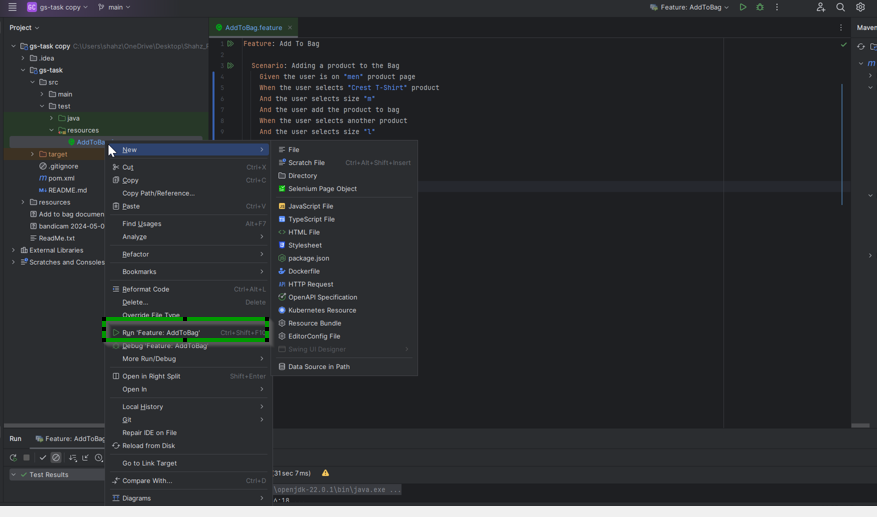 GC gs-task copy main Feature: AddToBag
Project AddToBag.feature Maven
gs-task copy C:\Users\shahz\OneDrive\Desktop\Shahz_
.idea
gs-task
src
main
test
java
resources
AddToBa
target
.gitignore
pom.xml
README.md
resources
Add to bag documen
bandicam 2024-05-0
ReadMe.txt
External Libraries
Scratches and Consoles
1 Feature: Add To Bag
2
3 Scenario: Adding a product to the Bag
4 Given the user is on "men" product page
5 When the user selects "Crest T-Shirt" product
6 And the user selects size "m"
7 And the user add the product to bag
8 When the user selects another product
9 And the user selects size "l"
New
Cut Ctrl+X
Copy Ctrl+C
Copy Path/Reference...
Paste Ctrl+V
Find Usages Alt+F7
Analyze
Refactor
Bookmarks
Reformat Code Ctrl+Alt+L
Delete... Delete
Override File Type
Run 'Feature: AddToBag' Ctrl+Shift+F10
Debug 'Feature: AddToBag'
More Run/Debug
Open in Right Split Shift+Enter
Open In
Local History
Git
Repair IDE on File
Reload from Disk
Go to Link Target
Compare With... Ctrl+D
Diagrams
File
Scratch File Ctrl+Alt+Shift+Insert
Directory
Selenium Page Object
JavaScript File
TypeScript File
HTML File
Stylesheet
package.json
Dockerfile
HTTP Request
OpenAPI Specification
Kubernetes Resource
Resource Bundle
EditorConfig File
Swing UI Designer
Data Source in Path
Run Feature: AddToBag
Test Results
(31 sec 7 ms)
\openjdk-22.0.1\bin\java.exe ...